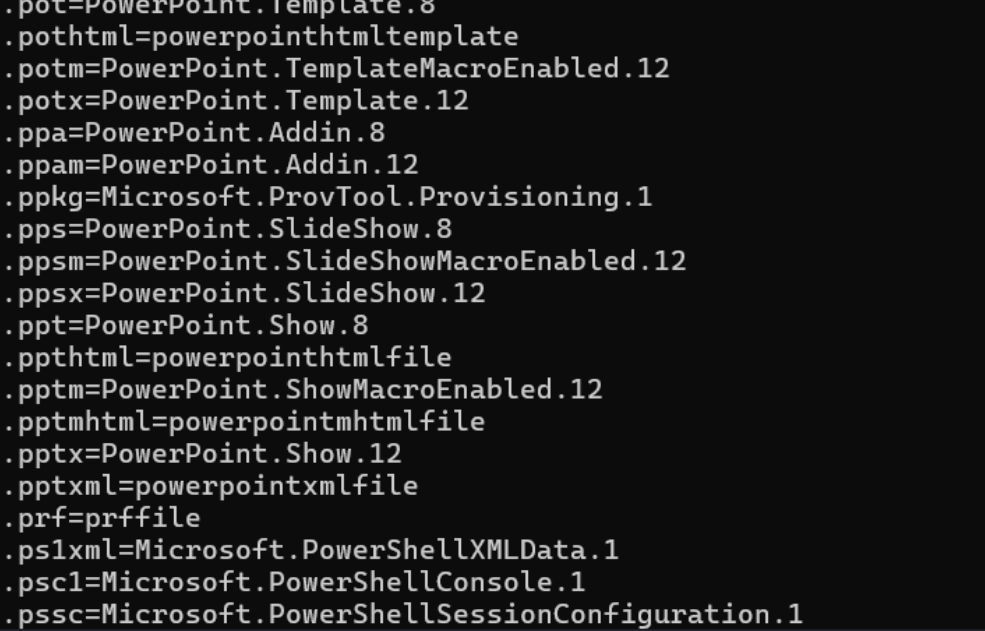 .pot=PowerPoint.Template.8
.pothtml=powerpointhtmltemplate
.potm=PowerPoint.TemplateMacroEnabled.12
.potx=PowerPoint.Template.12
.ppa=PowerPoint.Addin.8
.ppam=PowerPoint.Addin.12
.ppkg=Microsoft.ProvTool.Provisioning.1
.pps=PowerPoint.SlideShow.8
.ppsm=PowerPoint.SlideShowMacroEnabled.12
.ppsx=PowerPoint.SlideShow.12
.ppt=PowerPoint.Show.8
.ppthtml=powerpointhtmlfile
.pptm=PowerPoint.ShowMacroEnabled.12
.pptmhtml=powerpointmhtmlfile
.pptx=PowerPoint.Show.12
.pptxml=powerpointxmlfile
.prf=prffile
.ps1xml=Microsoft.PowerShellXMLData.1
.psc1=Microsoft.PowerShellConsole.1
.pssc=Microsoft.PowerShellSessionConfiguration.1